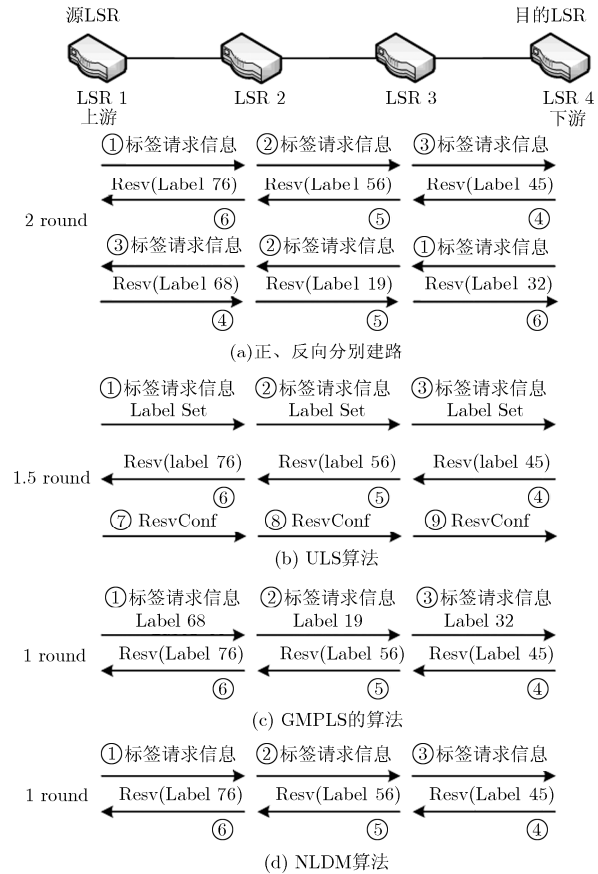 源LSR 目的LSR
LSR 1 LSR 2 LSR 3 LSR 4
上游 下游
①标签请求信息 ②标签请求信息 ③标签请求信息
Resv(Label 76) Resv(Label 56) Resv(Label 45)
2 round ⑥ ⑤ ④
③标签请求信息 ②标签请求信息 ①标签请求信息
Resv(Label 68) Resv(Label 19) Resv(Label 32)
④ ⑤ ⑥
(a)正、反向分别建路
①标签请求信息 ②标签请求信息 ③标签请求信息
Label Set Label Set Label Set
Resv(label 76) Resv(label 56) Resv(label 45)
1.5 round ⑥ ⑤ ④
⑦ ResvConf ⑧ ResvConf ⑨ ResvConf
(b) ULS算法
①标签请求信息 ②标签请求信息 ③标签请求信息
Label 68 Label 19 Label 32
1 round Resv(Label 76) Resv(Label 56) Resv(Label 45)
⑥ ⑤ ④
(c) GMPLS的算法
①标签请求信息 ②标签请求信息 ③标签请求信息
1 round Resv(Label 76) Resv(Label 56) Resv(Label 45)
⑥ ⑤ ④
(d) NLDM算法